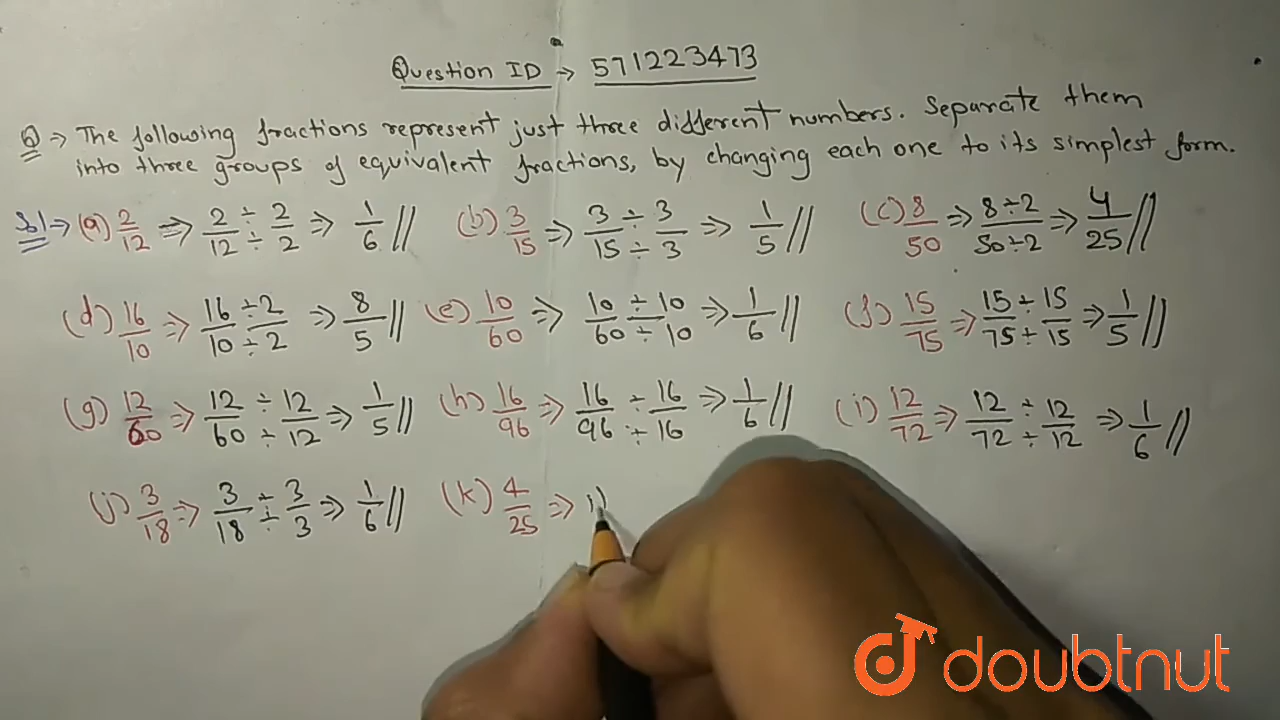 Question ID → 571223473
Q → The following fractions represent just three different numbers. Separate them
into three groups of equivalent fractions, by changing each one to its simplest form.
Sol → (a) 2/12 ⇒ 2/12 ÷ 2/2 ⇒ 1/6 // (b) 3/15 ⇒ 3/15 ÷ 3/3 ⇒ 1/5 // (c) 8/50 ⇒ 8÷2/50÷2 ⇒ 4/25 //
(d) 16/10 ⇒ 16÷2/10÷2 ⇒ 8/5 // (e) 10/60 ⇒ 10/60 ÷ 10/10 ⇒ 1/6 // (f) 15/75 ⇒ 15/75 ÷ 15/15 ⇒ 1/5 //
(g) 12/60 ⇒ 12/60 ÷ 12/12 ⇒ 1/5 // (h) 16/96 ⇒ 16/96 ÷ 16/16 ⇒ 1/6 // (i) 12/72 ⇒ 12/72 ÷ 12/12 ⇒ 1/6 //
(j) 3/18 ⇒ 3/18 ÷ 3/3 ⇒ 1/6 // (k) 4/25 ⇒
doubtnut